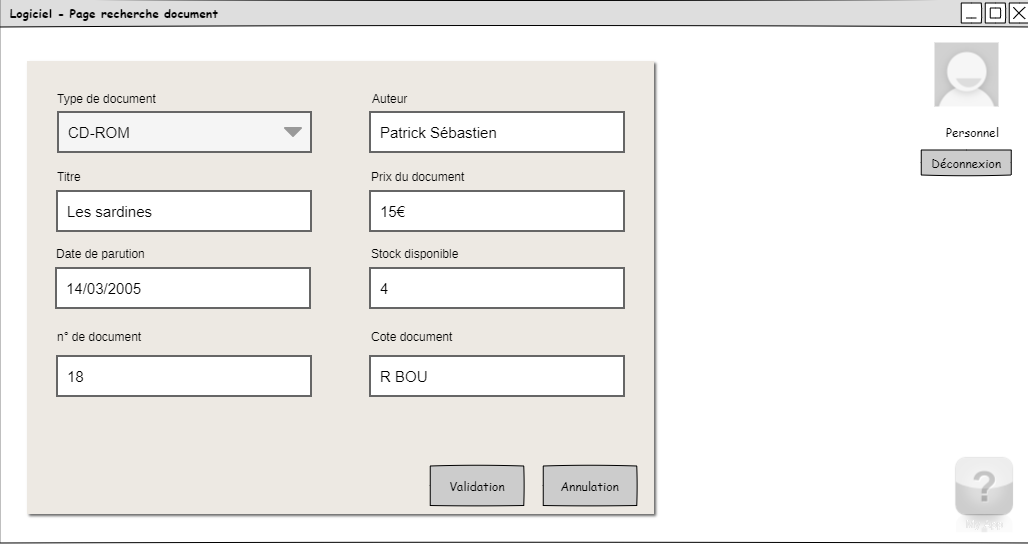 Logiciel - Page recherche document
Type de document
CD-ROM
Auteur
Patrick Sébastien
Titre
Les sardines
Prix du document
15€
Date de parution
14/03/2005
Stock disponible
4
n° de document
18
Cote document
R BOU
Validation
Annulation
Personnel
Déconnexion
?